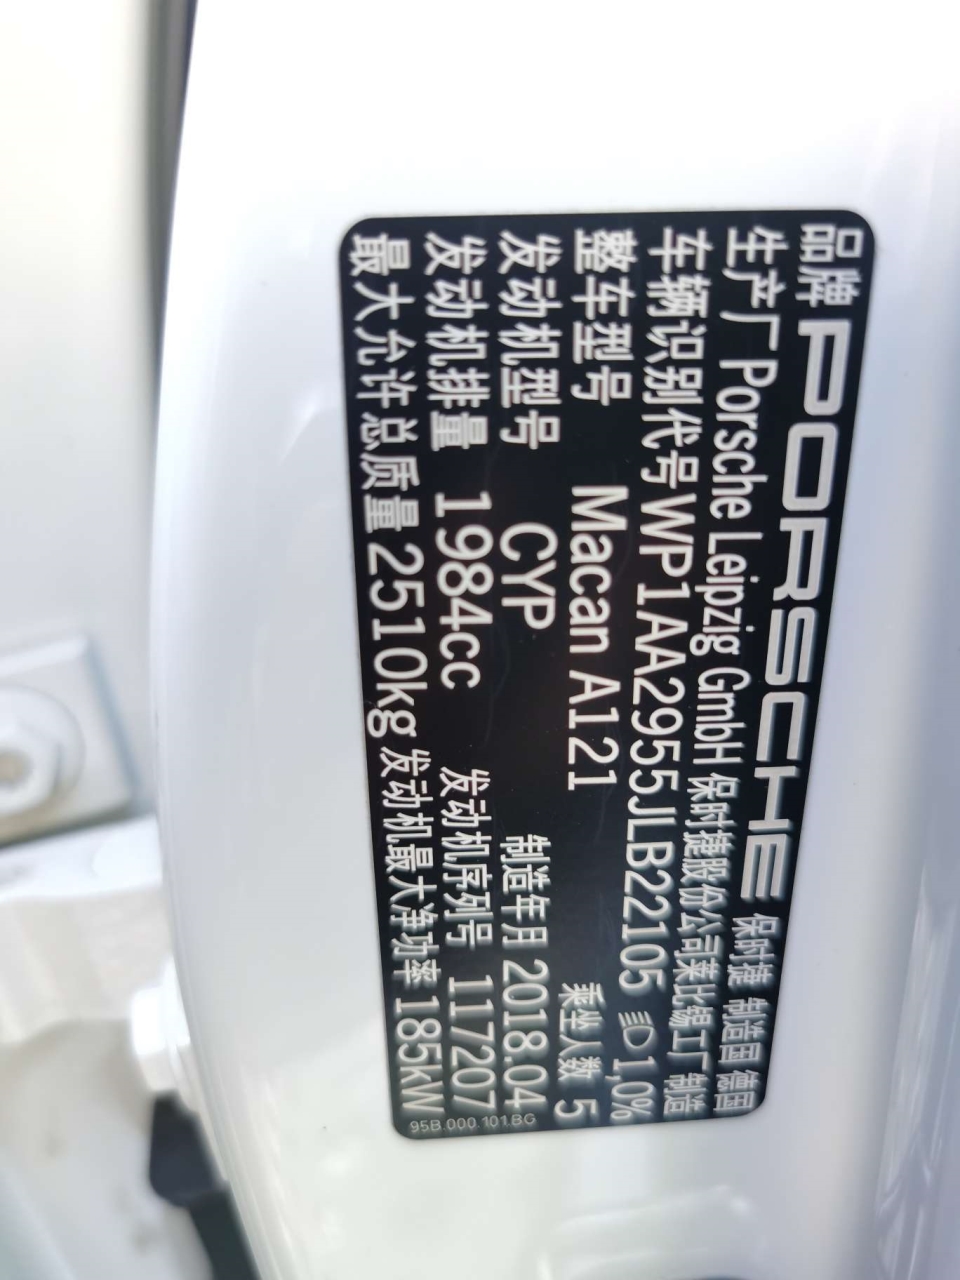 品牌 PORSCHE 保时捷 制造国 德国
生产厂 Porsche Leipzig GmbH 保时捷股份公司莱比锡工厂 制造
车辆识别代号 WP1AA2955JLB22105 1,0%
整车型号 Macan A121 乘坐人数 5
发动机型号 CYP 制造年月 2018.04
发动机排量 1984cc 发动机序列号 117207
最大允许总质量 2510kg 发动机最大净功率 185kW
95B.000.101.BG